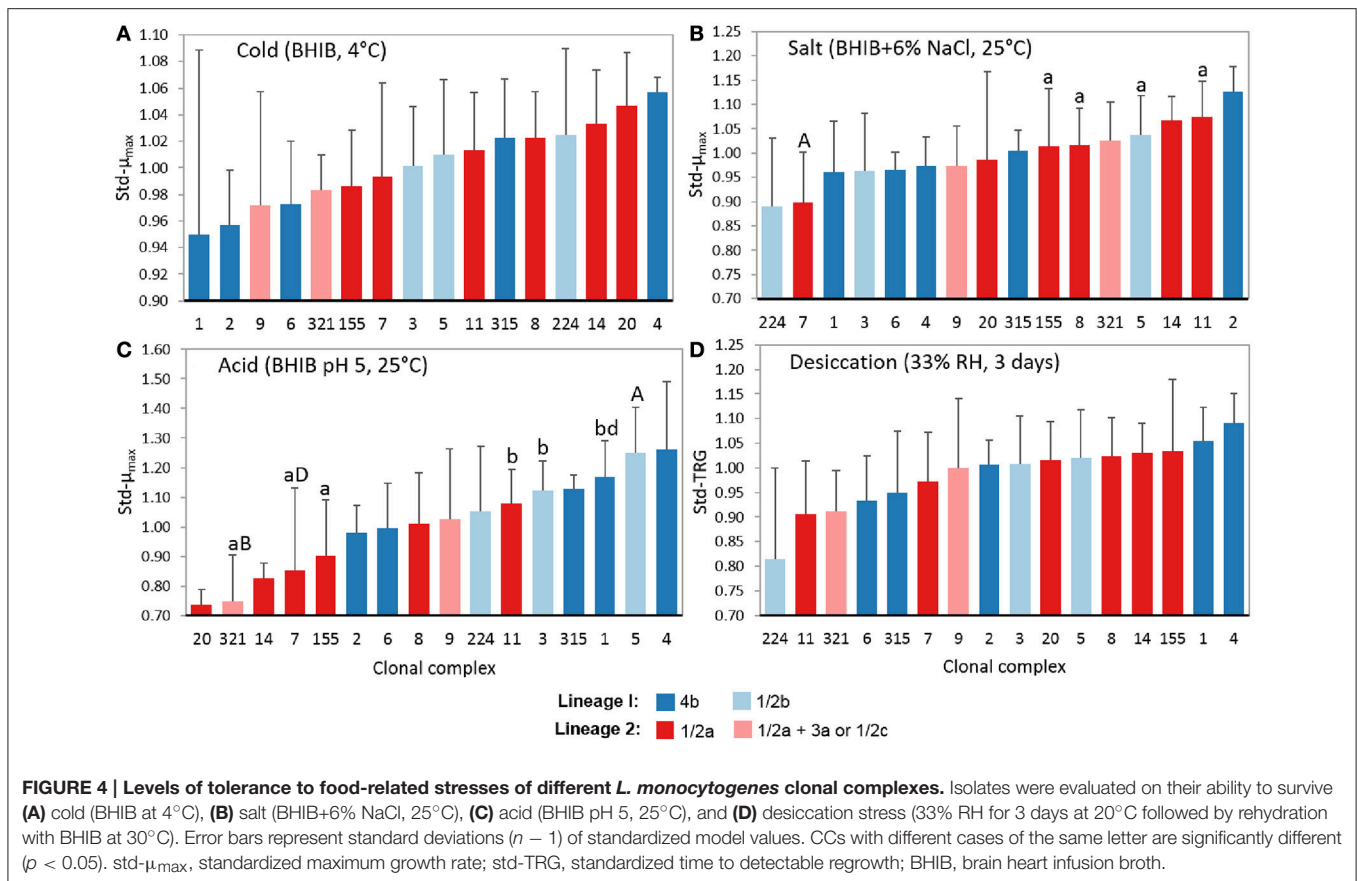 A
Cold (BHIB, 4°C)
Std-μmax
1.10
1.08
1.06
1.04
1.02
1.00
0.98
0.96
0.94
0.92
0.90
1 2 9 6 321 155 7 3 5 11 315 8 224 14 20 4
B
Salt (BHIB+6% NaCl, 25°C)
Std-μmax
1.25
1.20
1.15
1.10
1.05
1.00
0.95
0.90
0.85
0.80
0.75
0.70
A a a a a
224 7 1 3 6 4 9 20 315 155 8 321 5 14 11 2
C
Acid (BHIB pH 5, 25°C)
Std-μmax
1.60
1.50
1.40
1.30
1.20
1.10
1.00
0.90
0.80
0.70
aB aD a b b bd A
20 321 14 7 155 2 6 8 9 224 11 3 315 1 5 4
Clonal complex
D
Desiccation (33% RH, 3 days)
Std-TRG
1.25
1.20
1.15
1.10
1.05
1.00
0.95
0.90
0.85
0.80
0.75
0.70
224 11 321 6 315 7 9 2 3 20 5 8 14 155 1 4
Clonal complex
Lineage I: 4b 1/2b
Lineage 2: 1/2a 1/2a + 3a or 1/2c
FIGURE 4 | Levels of tolerance to food-related stresses of different L. monocytogenes clonal complexes. Isolates were evaluated on their ability to survive
(A) cold (BHIB at 4°C), (B) salt (BHIB+6% NaCl, 25°C), (C) acid (BHIB pH 5, 25°C), and (D) desiccation stress (33% RH for 3 days at 20°C followed by rehydration
with BHIB at 30°C). Error bars represent standard deviations (n − 1) of standardized model values. CCs with different cases of the same letter are significantly different
(p < 0.05). std-μmax, standardized maximum growth rate; std-TRG, standardized time to detectable regrowth; BHIB, brain heart infusion broth.